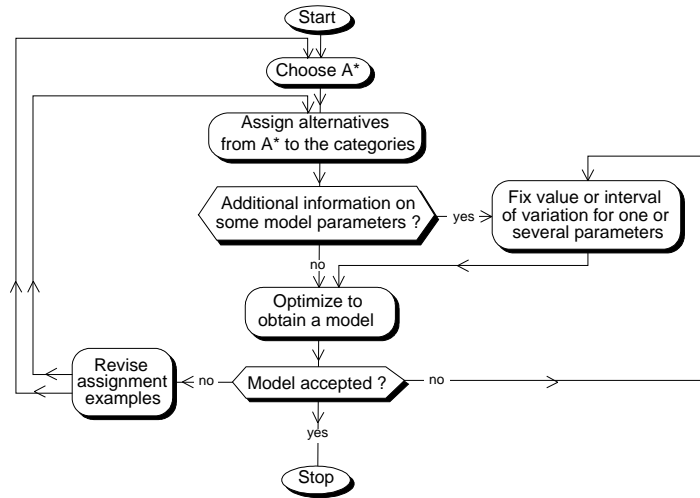 Start
Choose A*
Assign alternatives
from A* to the categories
Additional information on
some model parameters ?
yes
Fix value or interval
of variation for one or
several parameters
no
Optimize to
obtain a model
Revise
assignment
examples
no
Model accepted ?
no
yes
Stop